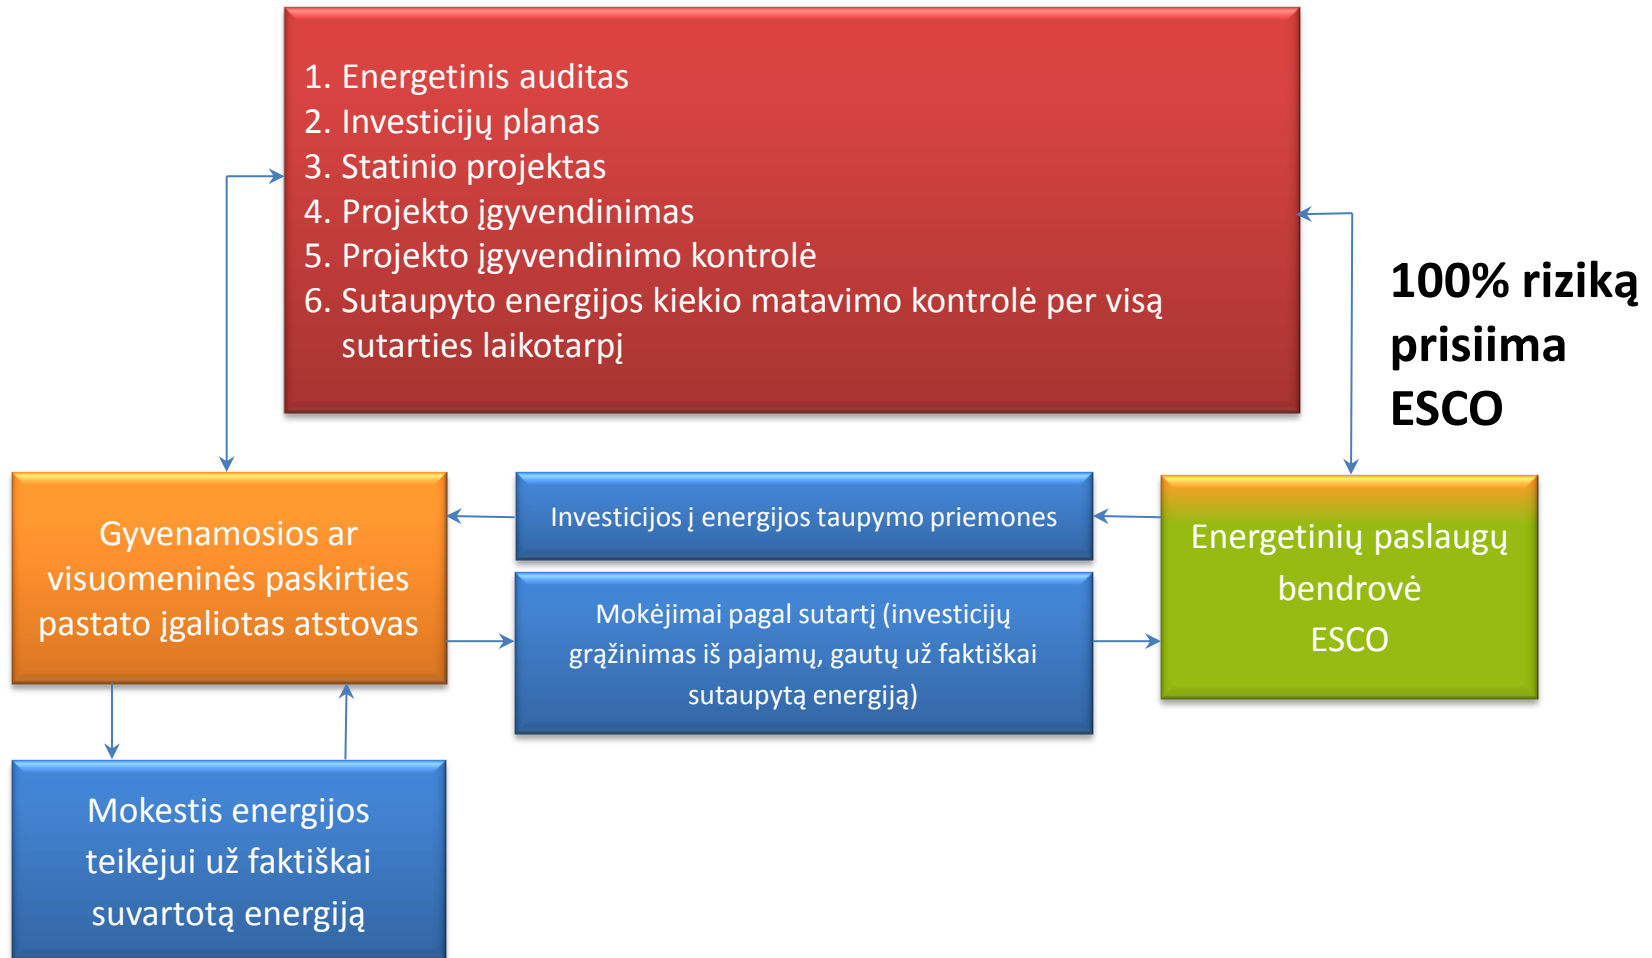 1. Energetinis auditas
2. Investicijų planas
3. Statinio projektas
4. Projekto įgyvendinimas
5. Projekto įgyvendinimo kontrolė
6. Sutaupyto energijos kiekio matavimo kontrolė per visą
sutarties laikotarpį
100% riziką
prisiima
ESCO
Gyvenamosios ar
visuomeninės paskirties
pastato įgaliotas atstovas
Investicijos į energijos taupymo priemones
Mokėjimai pagal sutartį (investicijų
grąžinimas iš pajamų, gautų už faktiškai
sutaupytą energiją)
Energetinių paslaugų
bendrovė
ESCO
Mokestis energijos
teikėjui už faktiškai
suvartotą energiją